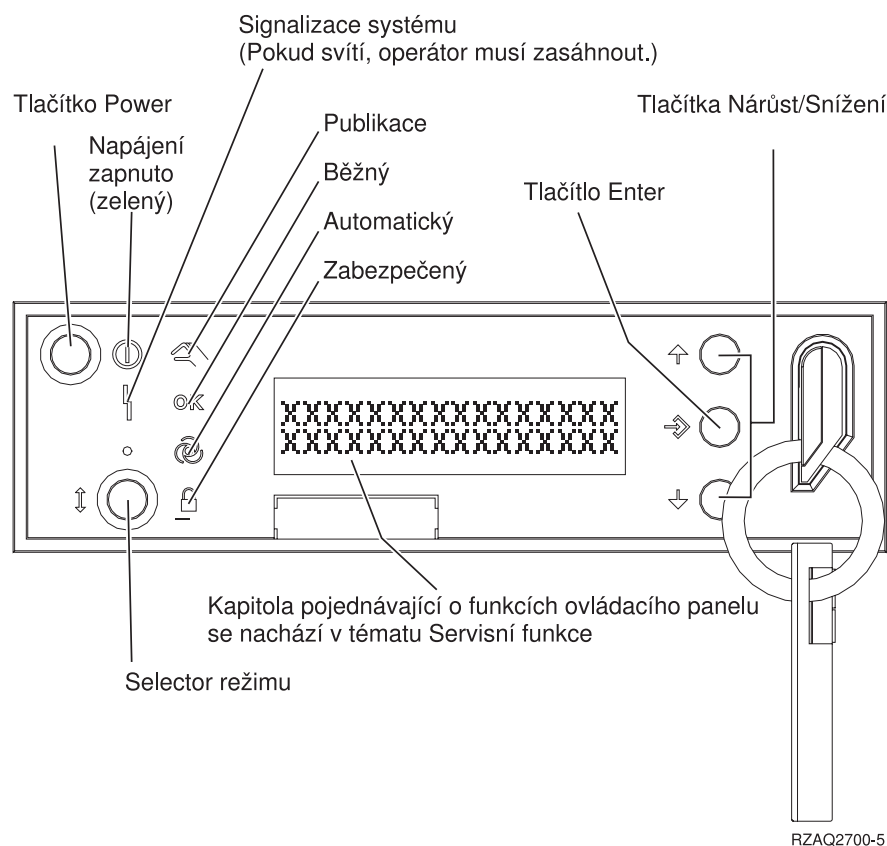 Signalizace systému
(Pokud svítí, operátor musí zasáhnout.)
Tlačítko Power
Tlačítka Nárůst/Snížení
Publikace
Napájení
zapnuto
(zelený)
Běžný
Tlačítlo Enter
Automatický
Zabezpečený
OK
XXXXXXXXXXXXXXXX
XXXXXXXXXXXXXXXX
Kapitola pojednávající o funkcích ovládacího panelu
se nachází v tématu Servisní funkce
Selector režimu
RZAQ2700-5